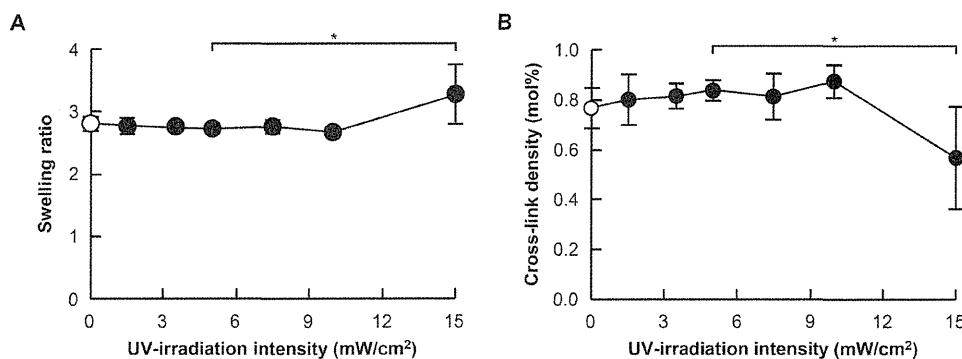 A
Swelling ratio
4
3
2
1
0
*
0 3 6 9 12 15
UV-irradiation intensity (mW/cm²)
B
Cross-link density (mol%)
1.0
0.8
0.6
0.4
0.2
0.0
*
0 3 6 9 12 15
UV-irradiation intensity (mW/cm²)